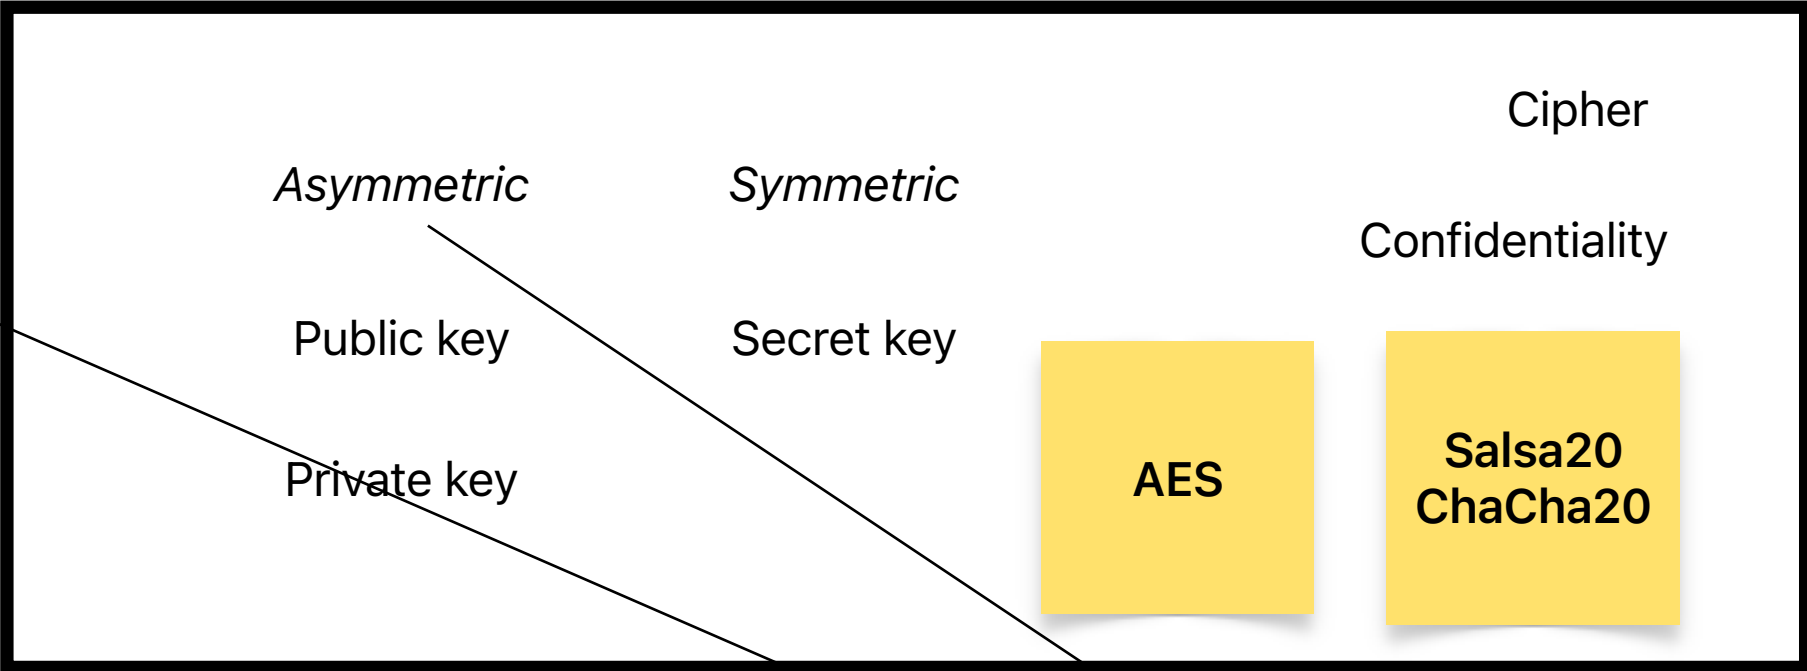 Cipher
Asymmetric
Symmetric
Confidentiality
Public key
Secret key
Private key
AES
Salsa20
ChaCha20